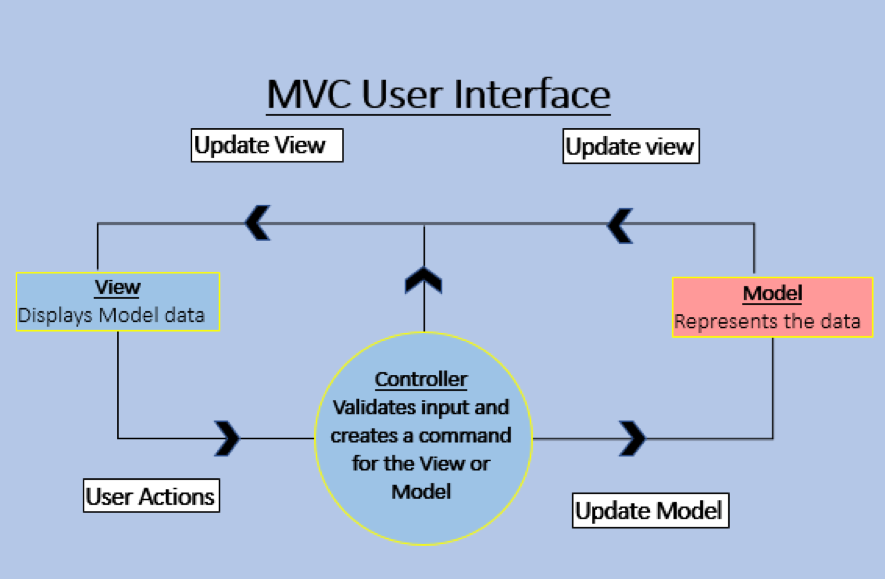 MVC User Interface
Update View
Update view
View
Displays Model data
Model
Represents the data
Controller
Validates input and
creates a command
for the View or
Model
User Actions
Update Model